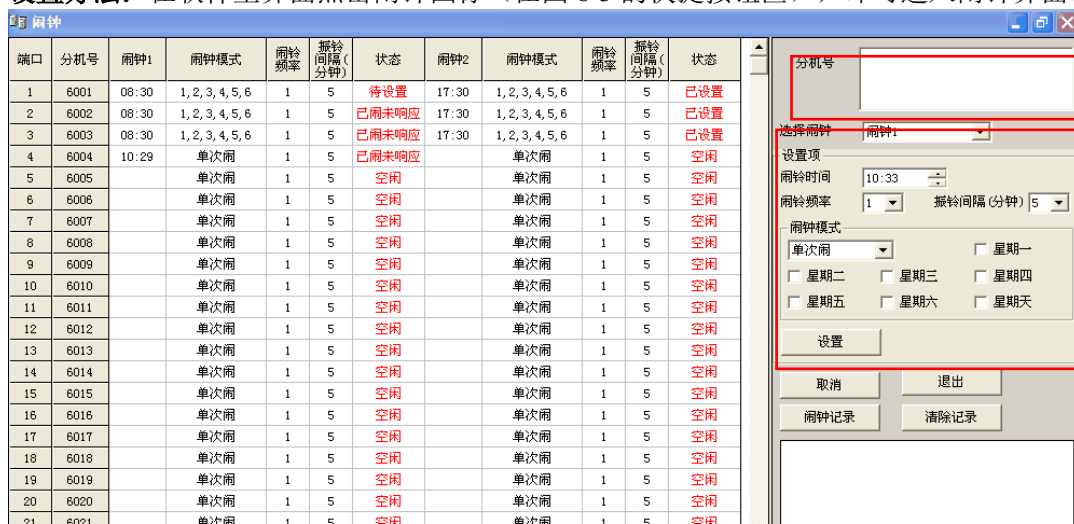 闹钟
端口 分机号 闹钟1 闹钟模式 闹铃频率 振铃间隔(分钟) 状态 闹钟2 闹钟模式 闹铃频率 振铃间隔(分钟) 状态
1 6001 08:30 1,2,3,4,5,6 1 5 待设置 17:30 1,2,3,4,5,6 1 5 已设置
2 6002 08:30 1,2,3,4,5,6 1 5 已闹未响应 17:30 1,2,3,4,5,6 1 5 已设置
3 6003 08:30 1,2,3,4,5,6 1 5 已闹未响应 17:30 1,2,3,4,5,6 1 5 已设置
4 6004 10:29 单次闹 1 5 已闹未响应 单次闹 1 5 空闲
5 6005 单次闹 1 5 空闲 单次闹 1 5 空闲
6 6006 单次闹 1 5 空闲 单次闹 1 5 空闲
7 6007 单次闹 1 5 空闲 单次闹 1 5 空闲
8 6008 单次闹 1 5 空闲 单次闹 1 5 空闲
9 6009 单次闹 1 5 空闲 单次闹 1 5 空闲
10 6010 单次闹 1 5 空闲 单次闹 1 5 空闲
11 6011 单次闹 1 5 空闲 单次闹 1 5 空闲
12 6012 单次闹 1 5 空闲 单次闹 1 5 空闲
13 6013 单次闹 1 5 空闲 单次闹 1 5 空闲
14 6014 单次闹 1 5 空闲 单次闹 1 5 空闲
15 6015 单次闹 1 5 空闲 单次闹 1 5 空闲
16 6016 单次闹 1 5 空闲 单次闹 1 5 空闲
17 6017 单次闹 1 5 空闲 单次闹 1 5 空闲
18 6018 单次闹 1 5 空闲 单次闹 1 5 空闲
19 6019 单次闹 1 5 空闲 单次闹 1 5 空闲
20 6020 单次闹 1 5 空闲 单次闹 1 5 空闲
21 6021 单次闹 1 5 空闲 单次闹 1 5 空闲
分机号
选择闹钟 闹钟1
设置项
闹铃时间 10:33
闹铃频率 1 振铃间隔(分钟) 5
闹钟模式
单次闹 星期一
星期二 星期三 星期四
星期五 星期六 星期天
设置
取消 退出
闹钟记录 清除记录